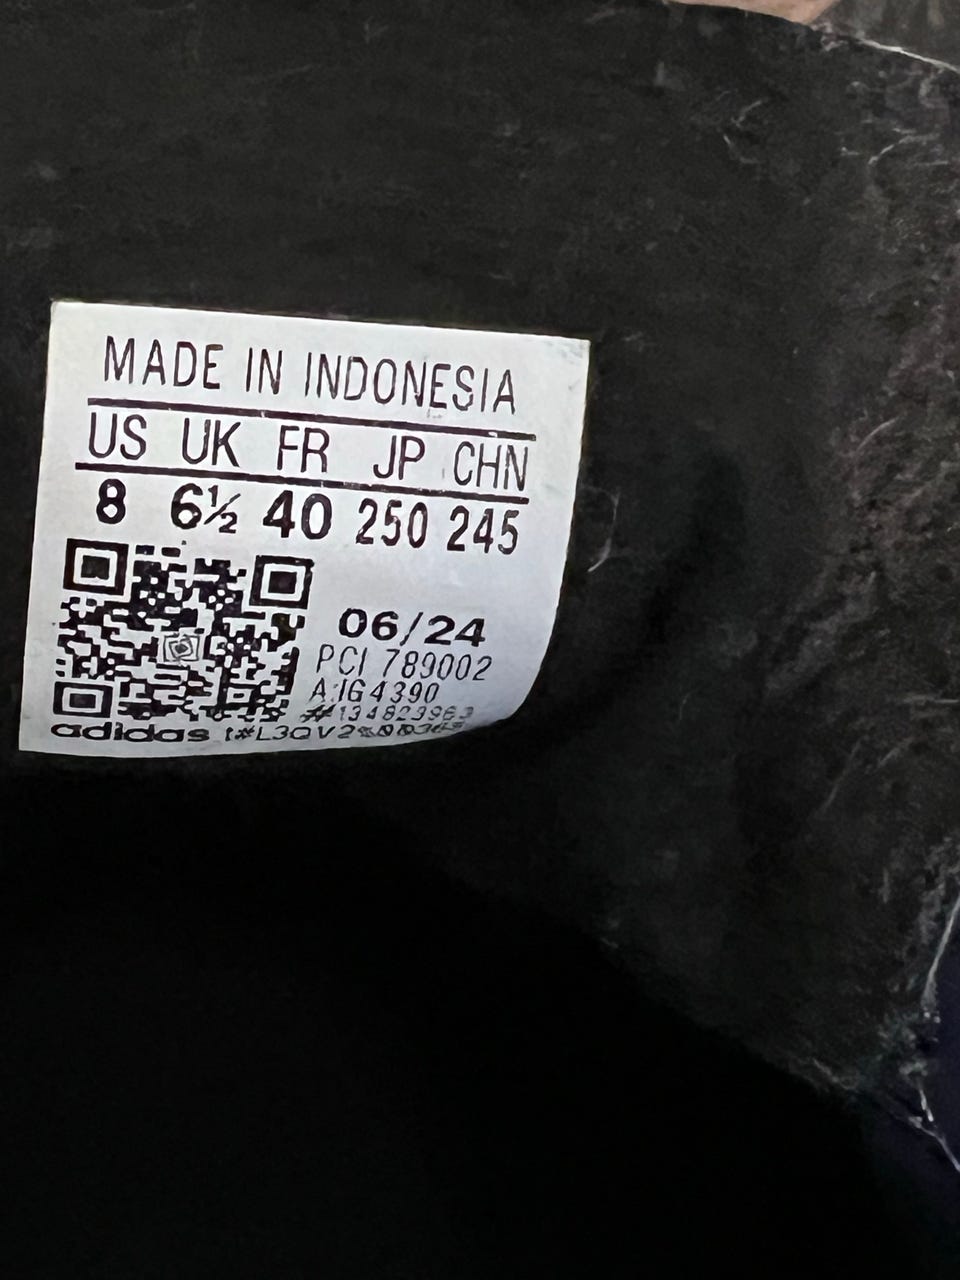 MADE IN INDONESIA
US UK FR JP CHN
8 6½ 40 250 245
06/24
PCI 789002
A:IG4390
#134823963
adidas